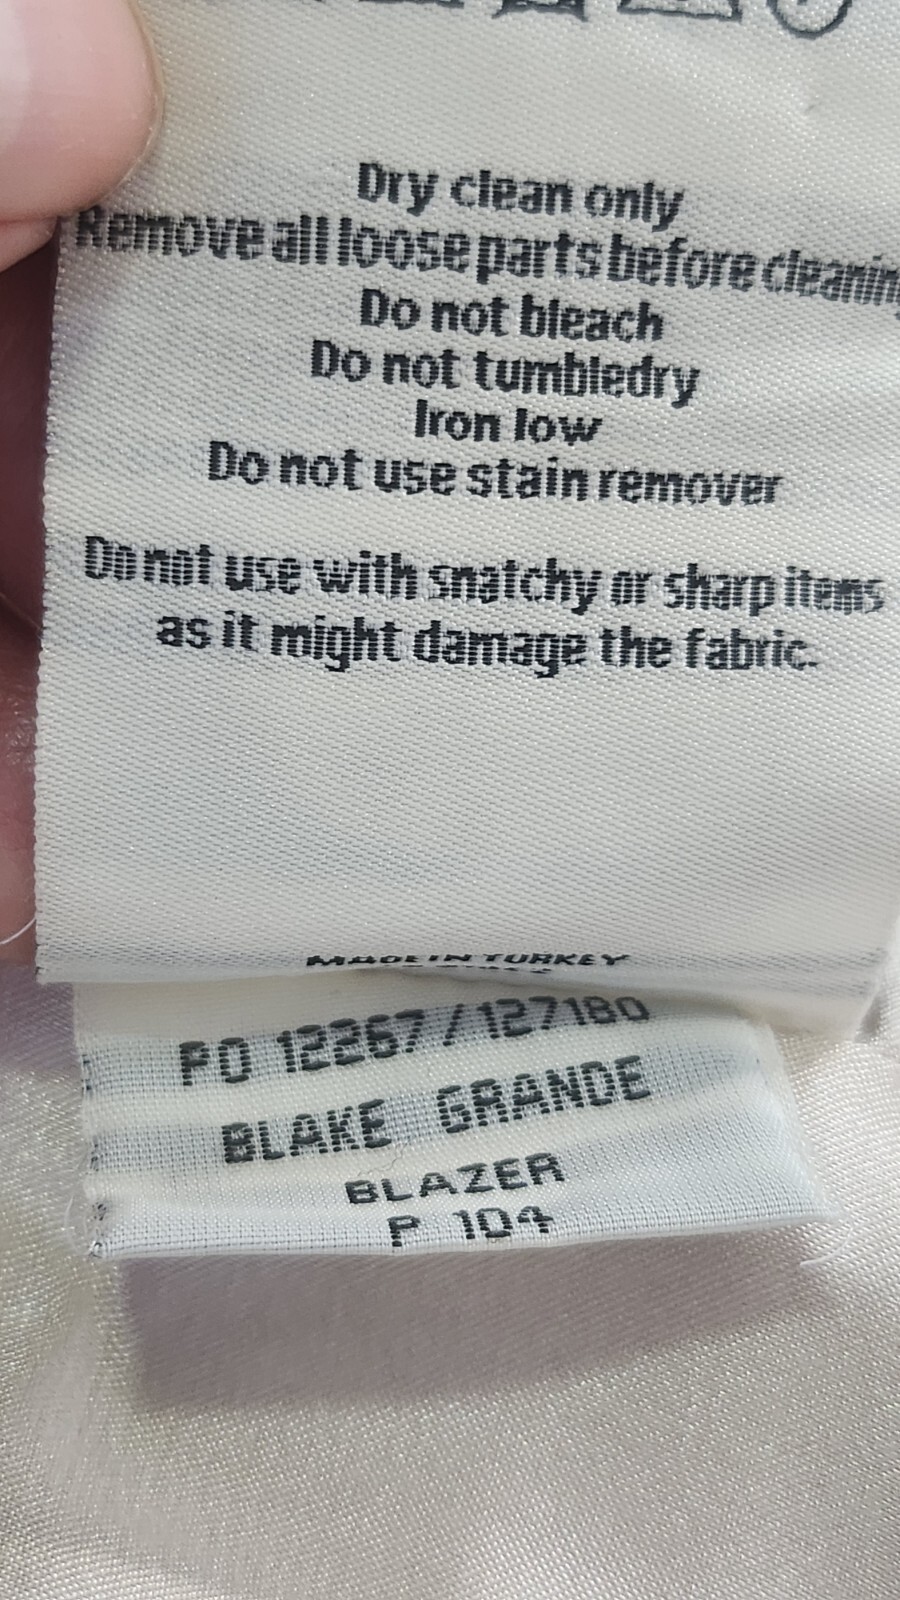 Dry clean only
Remove all loose parts before cleanin
Do not bleach
Do not tumbledry
Iron low
Do not use stain remover
Do not use with snatchy or sharp items
as it might damage the fabric.
MADE IN TURKEY
PO 12267/127180
BLAKE GRANDE
BLAZER
P 104